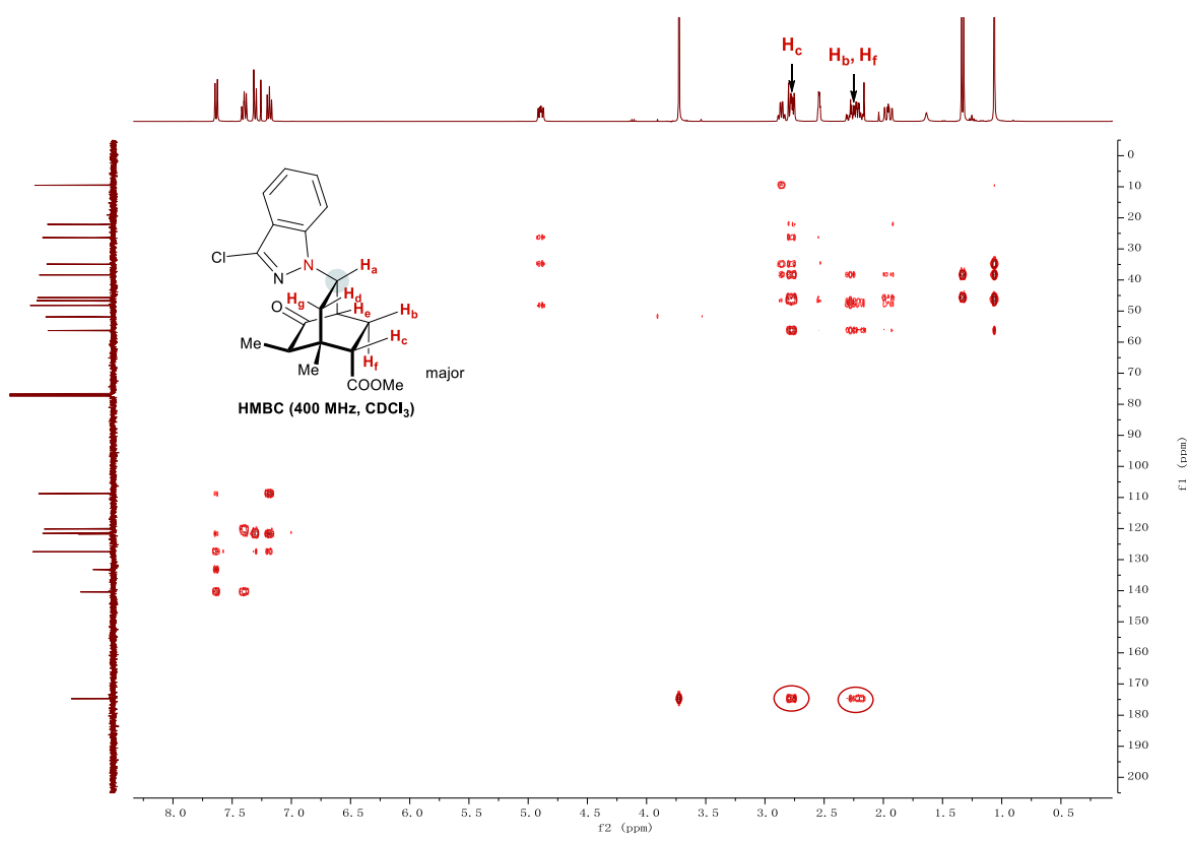 Hc
Hb, Hf
Cl
N
N
Ha
Hg
Hd
O
He
Hb
Me
Hc
Me
Hf
COOMe
major
HMBC (400 MHz, CDCl3)
0
10
20
30
40
50
60
70
80
90
100
110
120
130
140
150
160
170
180
190
200
f1 (ppm)
8.0 7.5 7.0 6.5 6.0 5.5 5.0 4.5 4.0 3.5 3.0 2.5 2.0 1.5 1.0 0.5
f2 (ppm)